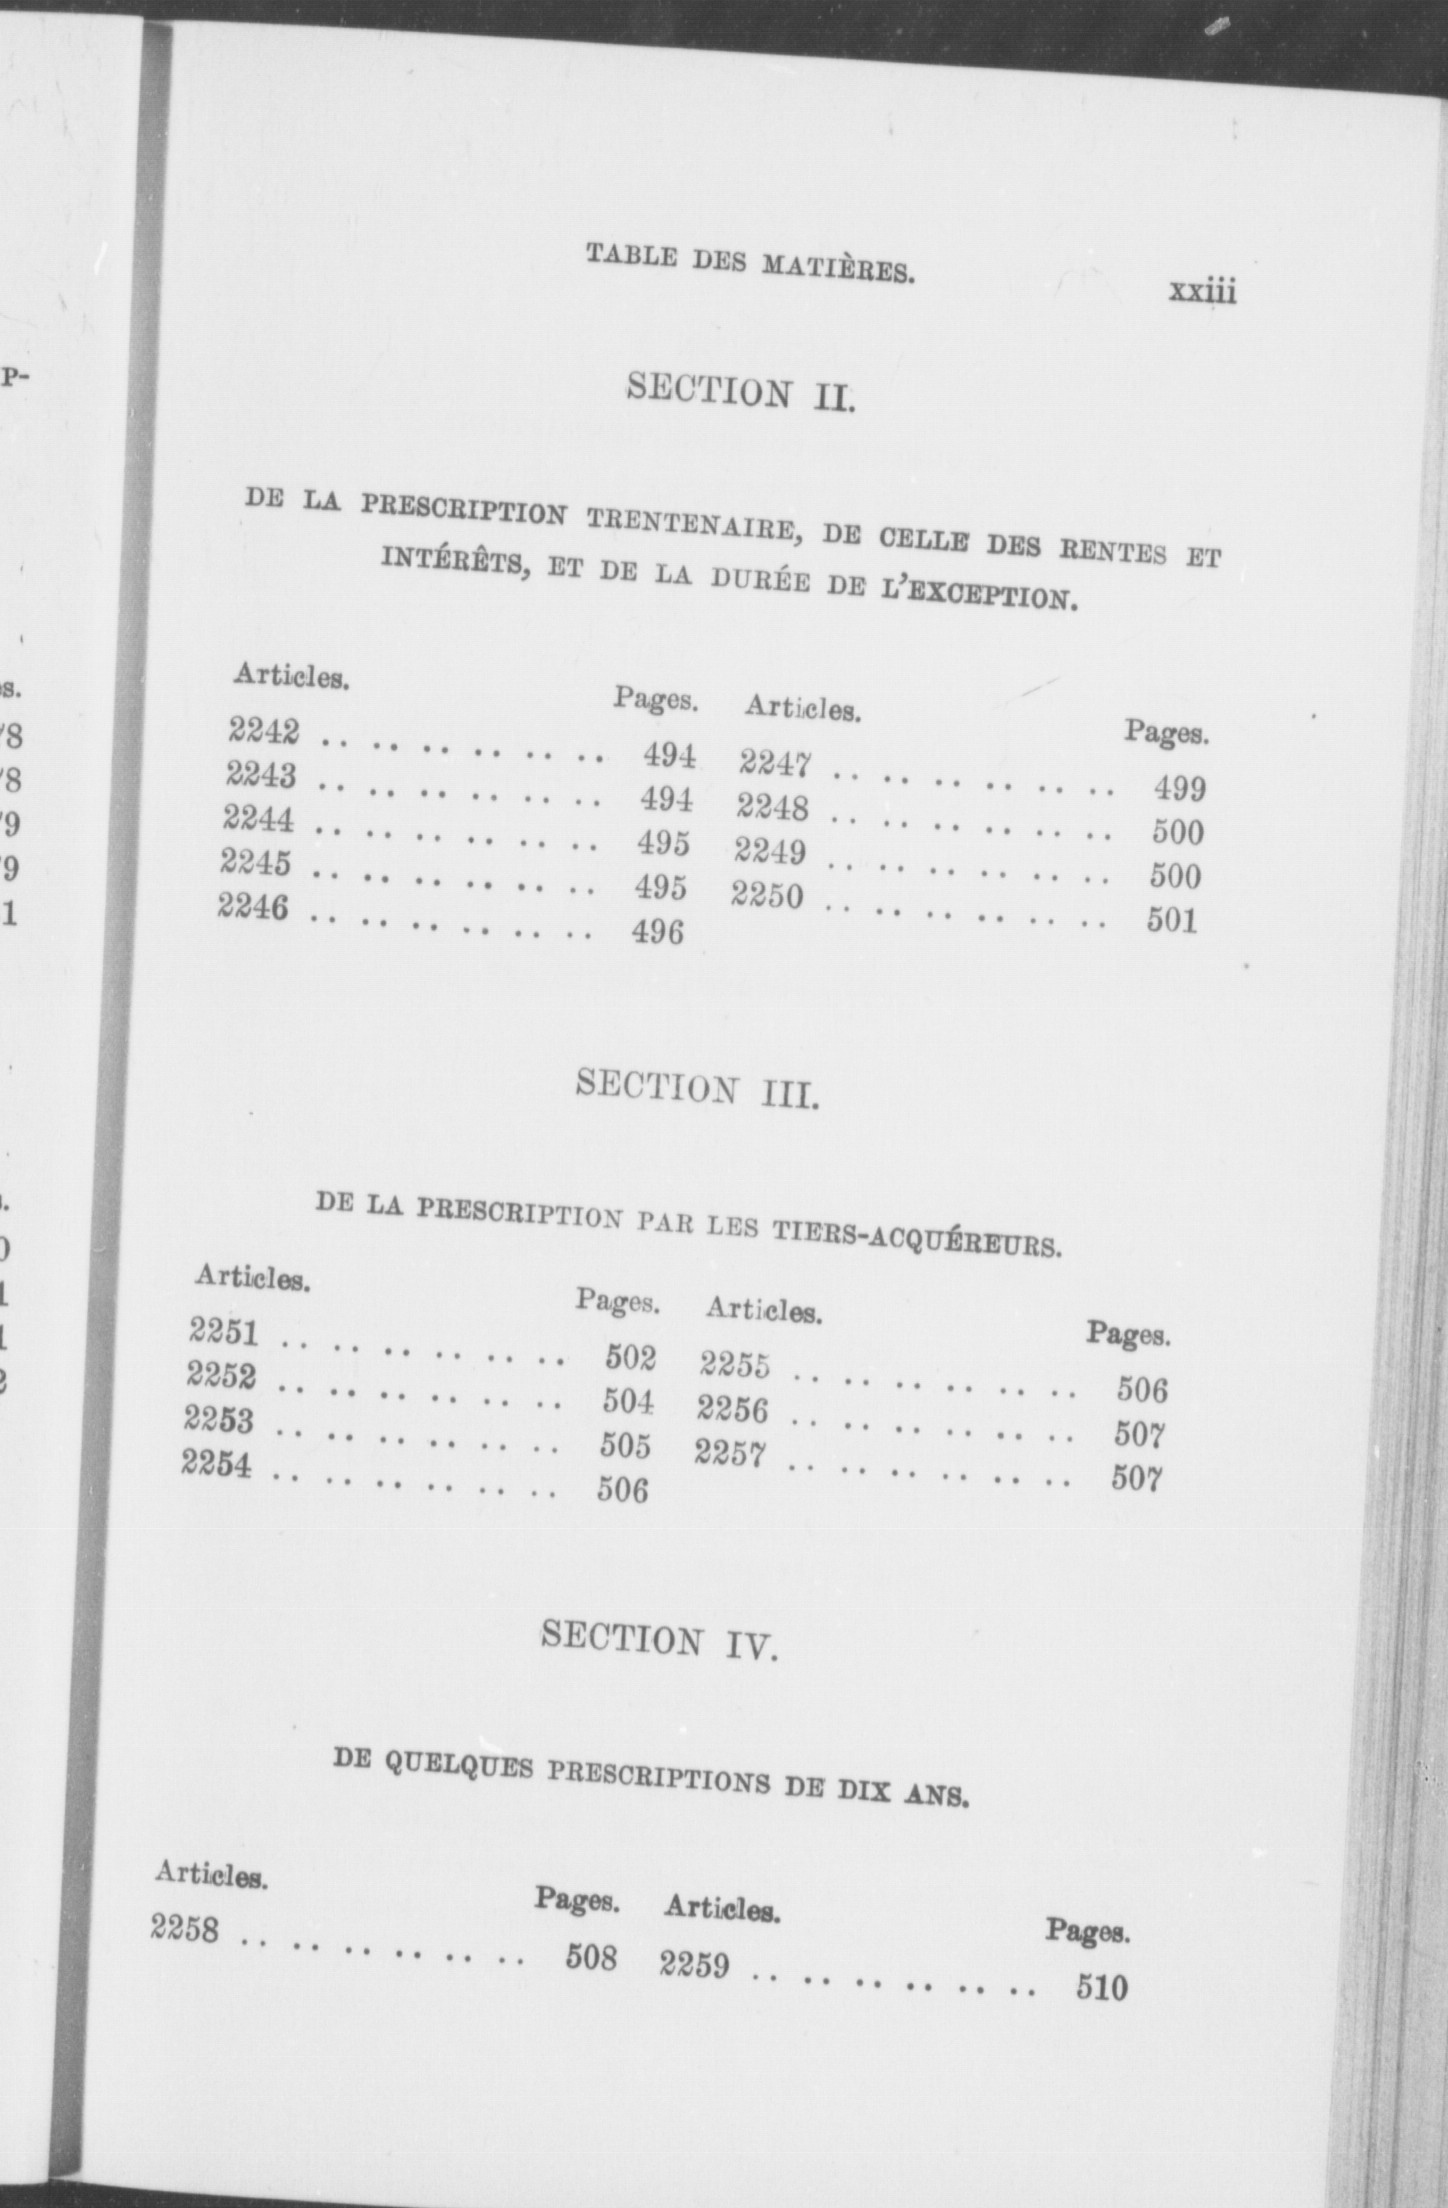 TABLE DES MATIÈRES. xxiii
SECTION II.
DE LA PRESCRIPTION TRENTENAIRE, DE CELLE DES RENTES ET
INTÉRÊTS, ET DE LA DURÉE DE L'EXCEPTION.
Articles. Pages. Articles. Pages.
2242 .. .. .. .. .. .. 494 2247 .. .. .. .. .. .. 499
2243 .. .. .. .. .. .. 494 2248 .. .. .. .. .. .. 500
2244 .. .. .. .. .. .. 495 2249 .. .. .. .. .. .. 500
2245 .. .. .. .. .. .. 495 2250 .. .. .. .. .. .. 501
2246 .. .. .. .. .. .. 496
SECTION III.
DE LA PRESCRIPTION PAR LES TIERS-ACQUÉREURS.
Articles. Pages. Articles. Pages.
2251 .. .. .. .. .. .. 502 2255 .. .. .. .. .. .. 506
2252 .. .. .. .. .. .. 504 2256 .. .. .. .. .. .. 507
2253 .. .. .. .. .. .. 505 2257 .. .. .. .. .. .. 507
2254 .. .. .. .. .. .. 506
SECTION IV.
DE QUELQUES PRESCRIPTIONS DE DIX ANS.
Articles. Pages. Articles. Pages.
2258 .. .. .. .. .. .. 508 2259 .. .. .. .. .. .. 510